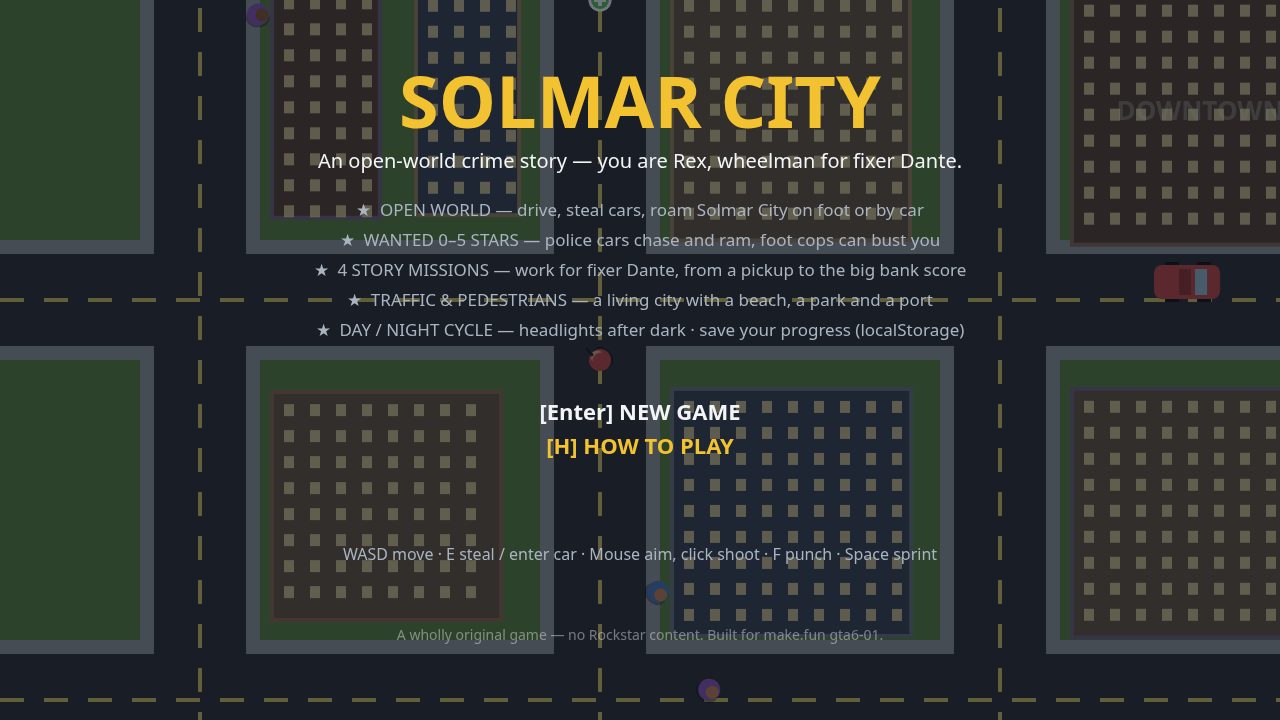 SOLMAR CITY
DOWNTOWN
An open-world crime story — you are Rex, wheelman for fixer Dante.
★ OPEN WORLD — drive, steal cars, roam Solmar City on foot or by car
★ WANTED 0–5 STARS — police cars chase and ram, foot cops can bust you
★ 4 STORY MISSIONS — work for fixer Dante, from a pickup to the big bank score
★ TRAFFIC & PEDESTRIANS — a living city with a beach, a park and a port
★ DAY / NIGHT CYCLE — headlights after dark · save your progress (localStorage)
[Enter] NEW GAME
[H] HOW TO PLAY
WASD move · E steal / enter car · Mouse aim, click shoot · F punch · Space sprint
A wholly original game — no Rockstar content. Built for make.fun gta6-01.